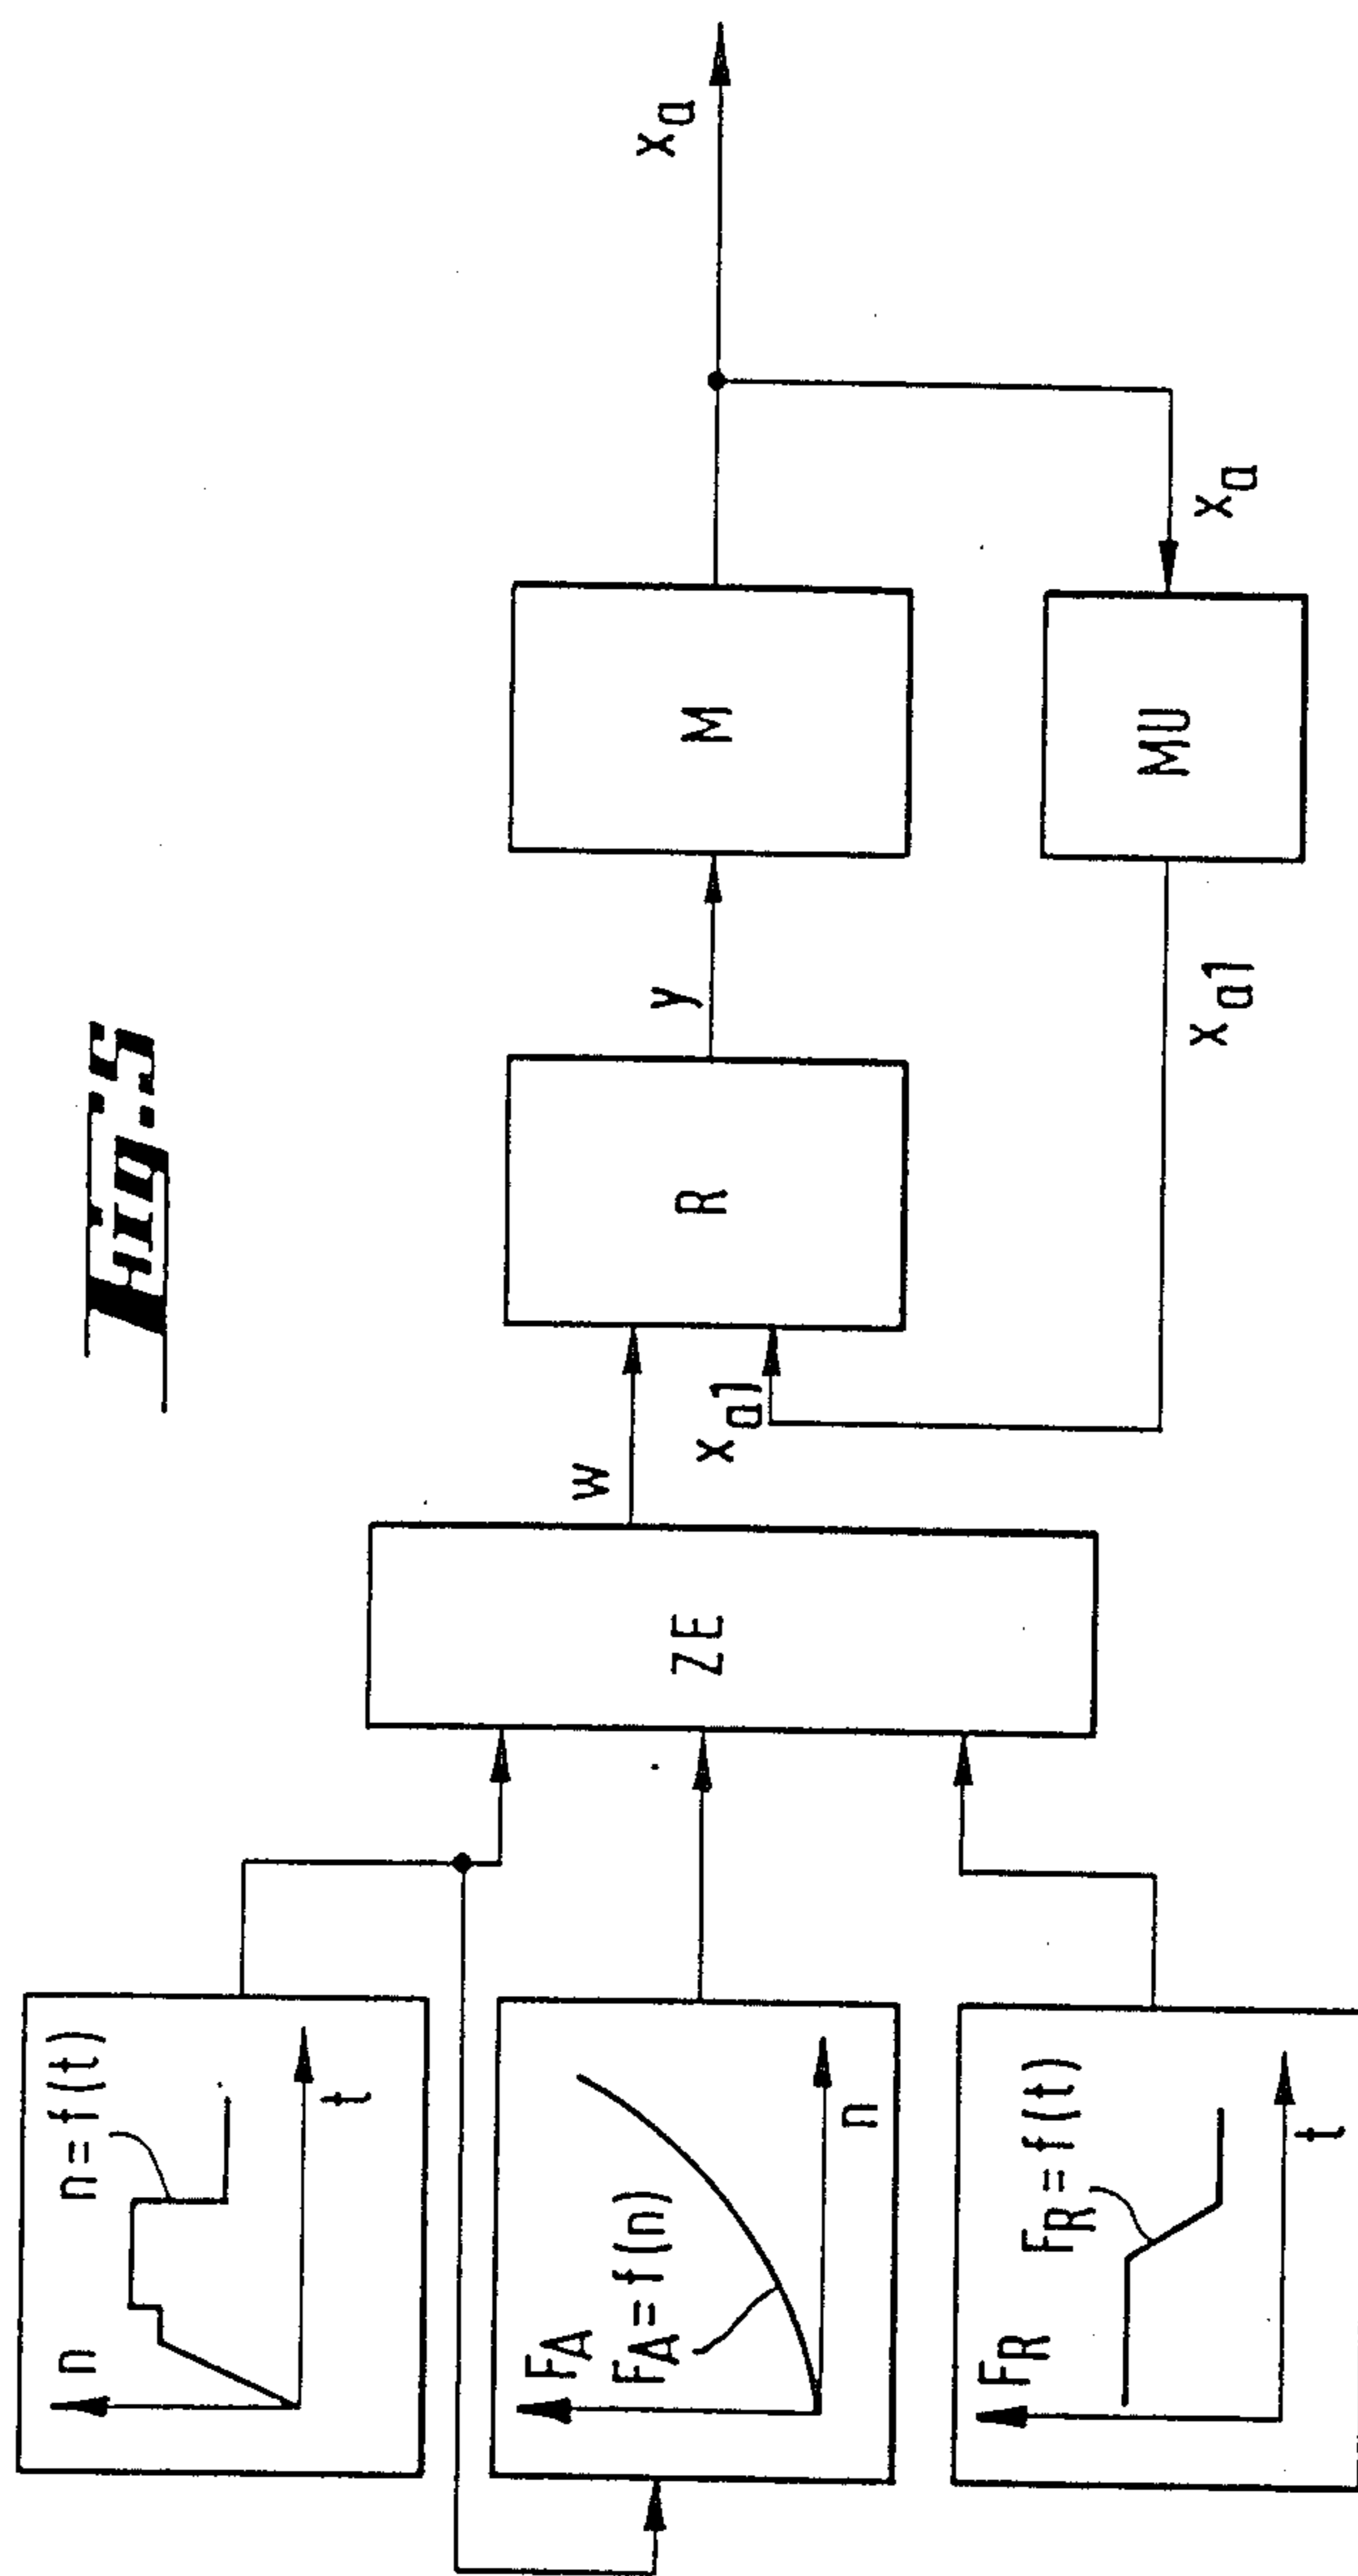 Fig. 5
n
n=f(t)
t
F_A
F_A=f(n)
n
F_R
F_R=f(t)
t
ZE
w
x_a1
R
y
M
x_a
x_a
MU
x_a1